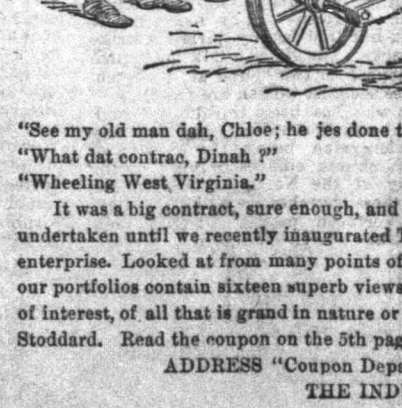 "See my old man dah, Chloe; he jes done t
"What dat contrac, Dinah ?"
"Wheeling West Virginia."
It was a big contract, sure enough, and
undertaken until we recently inaugurated T
enterprise. Looked at from many points of
our portfolios contain sixteen superb views
of interest, of all that is grand in nature or
Stoddard. Read the coupon on the 5th pag
ADDRESS "Coupon Depa
THE IND